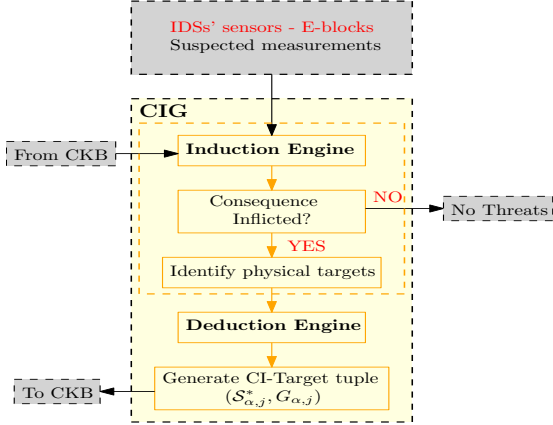 IDSs' sensors - E-blocks
Suspected measurements
CIG
Induction Engine
From CKB
Consequence
Inflicted?
NO
No Threats
YES
Identify physical targets
Deduction Engine
Generate CI-Target tuple
(𝒮*α,j, Gα,j)
To CKB